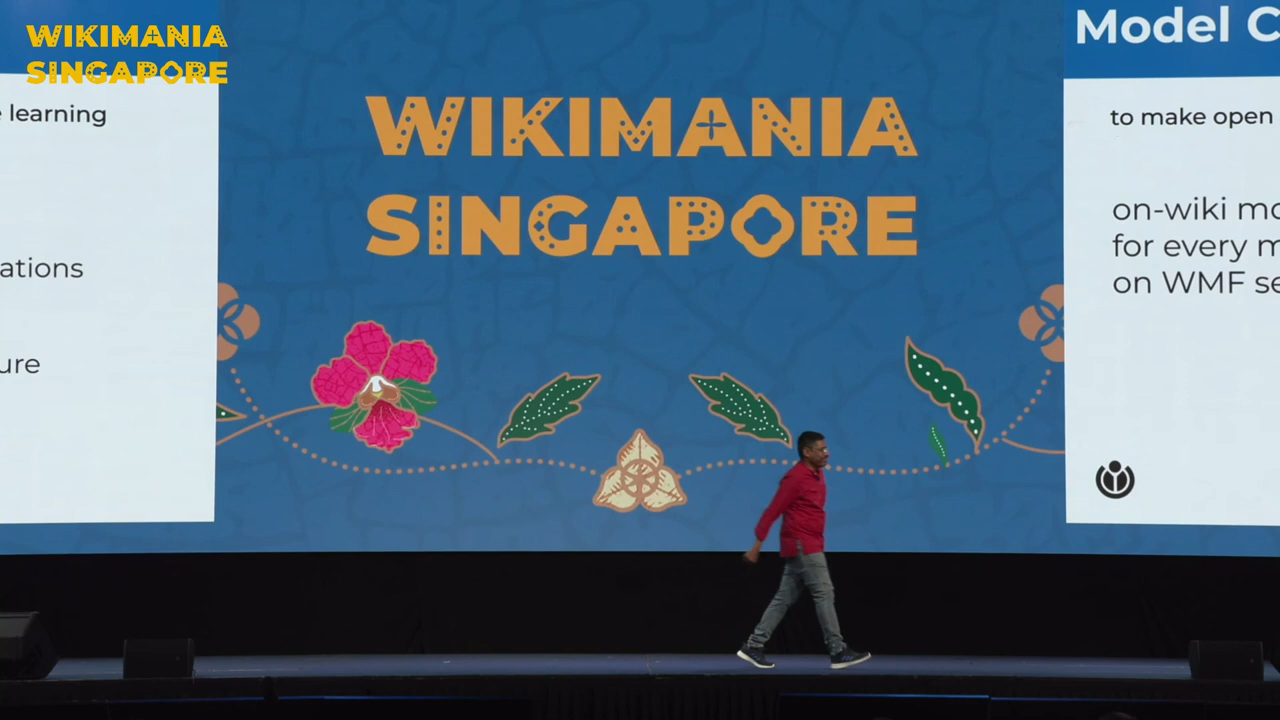 WIKIMANIA
SINGAPORE
learning
ations
ure
WIKIMANIA
SINGAPORE
Model C
to make open
on-wiki mo
for every m
on WMF se